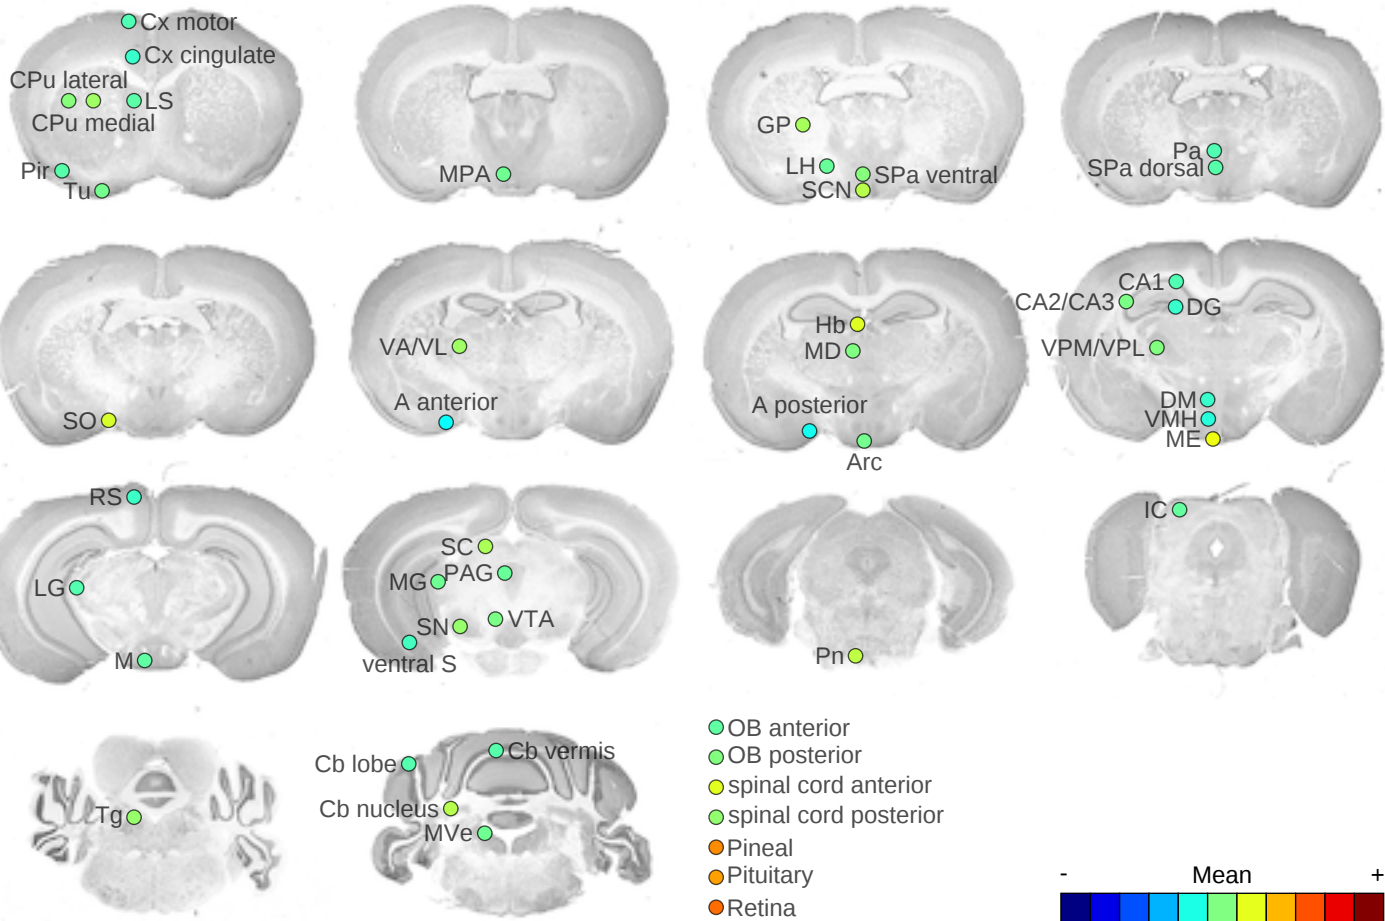 Cx motor
Cx cingulate
CPu lateral
LS
CPu medial
Pir
Tu
MPA
GP
LH
SPa ventral
SCN
Pa
SPa dorsal
SO
VA/VL
A anterior
Hb
MD
A posterior
Arc
CA1
CA2/CA3
DG
VPM/VPL
DM
VMH
ME
RS
LG
M
SC
MG
PAG
SN
VTA
ventral S
Pn
IC
Tg
Cb lobe
Cb vermis
Cb nucleus
MVe
OB anterior
OB posterior
spinal cord anterior
spinal cord posterior
Pineal
Pituitary
Retina
- Mean +